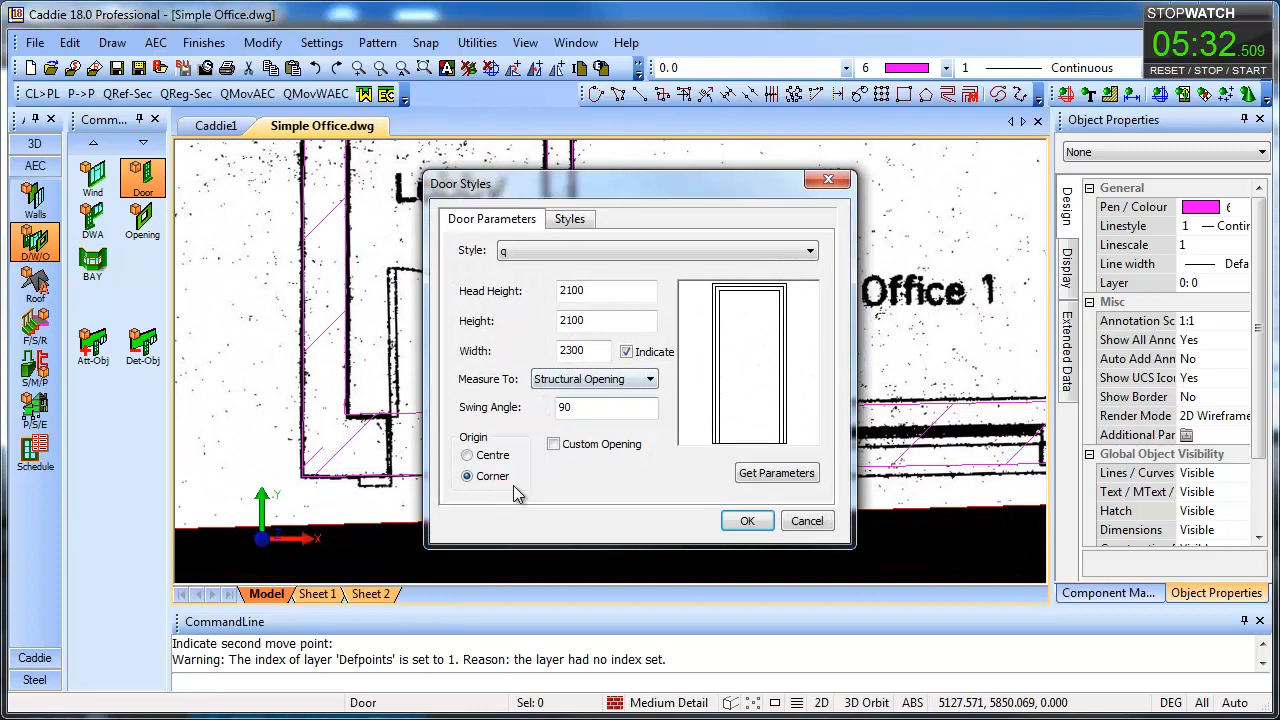 Caddie 18.0 Professional - [Simple Office.dwg]
STOPWATCH
05:32.509
RESET / STOP / START
File Edit Draw AEC Finishes Modify Settings Pattern Snap Utilities View Window Help
0. 0 6 1 Continuous
CL>PL P->P QRef-Sec QReg-Sec QMovAEC QMovWAEC EC
Comm...
Caddie1
Simple Office.dwg
Object Properties
3D
AEC
Walls
D/W/O
Roof
F/S/R
S/M/P
E/S/P
Schedule
Caddie
Steel
Wind
Door
DWA
Opening
BAY
Att-Obj
Det-Obj
Office 1
Y
X
Z
Door Styles
Door Parameters
Styles
Style: q
Head Height: 2100
Height: 2100
Width: 2300 Indicate
Measure To: Structural Opening
Swing Angle: 90
Origin
Centre
Corner
Custom Opening
Get Parameters
OK
Cancel
None
Design
Display
Extended Data
General
Pen / Colour 6
Linestyle 1 Contir
Linescale 1
Line width Defa
Layer 0: 0
Misc
Annotation Sc 1:1
Show All Anno Yes
Auto Add Anno No
Show UCS Icon Yes
Show Border No
Render Mode 2D Wireframe
Additional Par
Global Object Visibility
Lines / Curves Visible
Text / MText / Visible
Hatch Visible
Dimensions Visible
Model Sheet 1 Sheet 2
Component Ma...
Object Properties
CommandLine
Indicate second move point:
Warning: The index of layer 'Defpoints' is set to 1. Reason: the layer had no index set.
Door Sel: 0 Medium Detail 2D 3D Orbit ABS 5127.571, 5850.069, 0.000 DEG All Auto